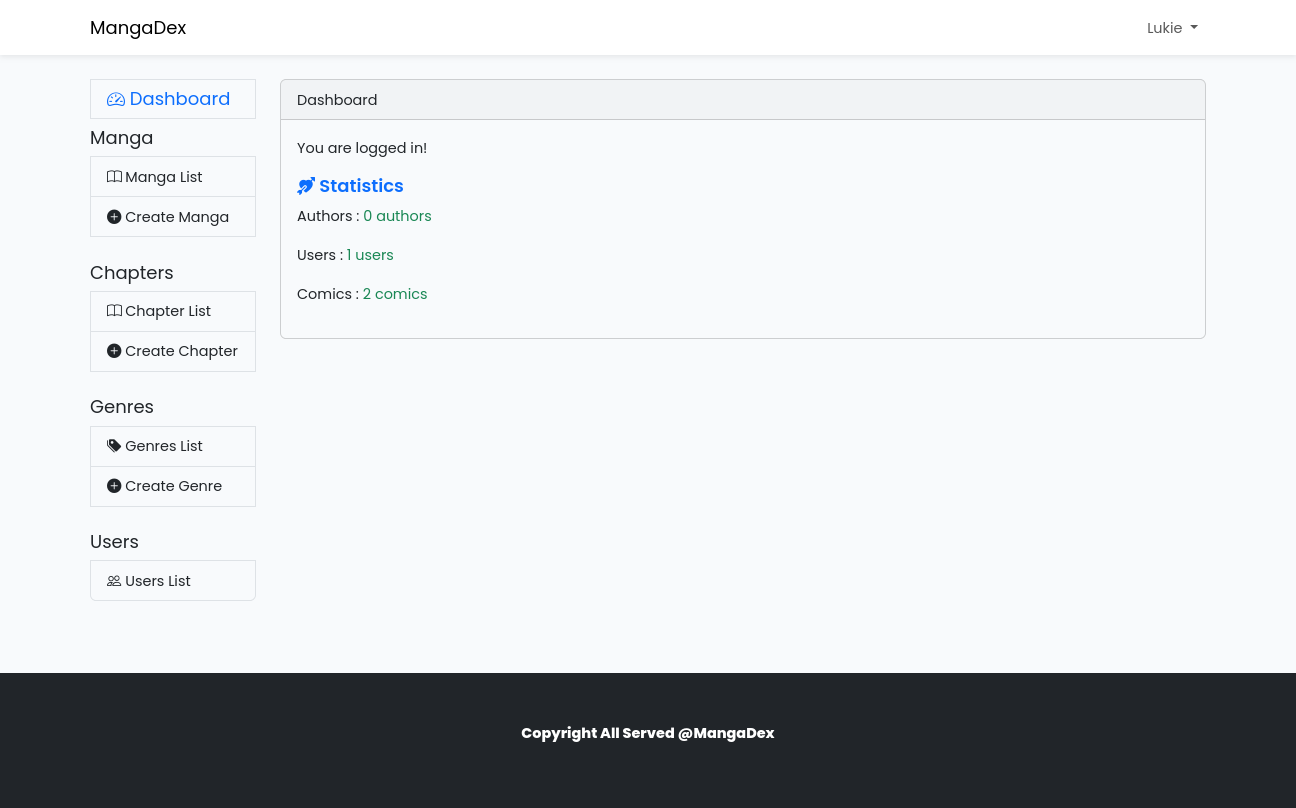 MangaDex
Lukie
Dashboard
Manga
Manga List
Create Manga
Chapters
Chapter List
Create Chapter
Genres
Genres List
Create Genre
Users
Users List
Dashboard
You are logged in!
Statistics
Authors : 0 authors
Users : 1 users
Comics : 2 comics
Copyright All Served @MangaDex